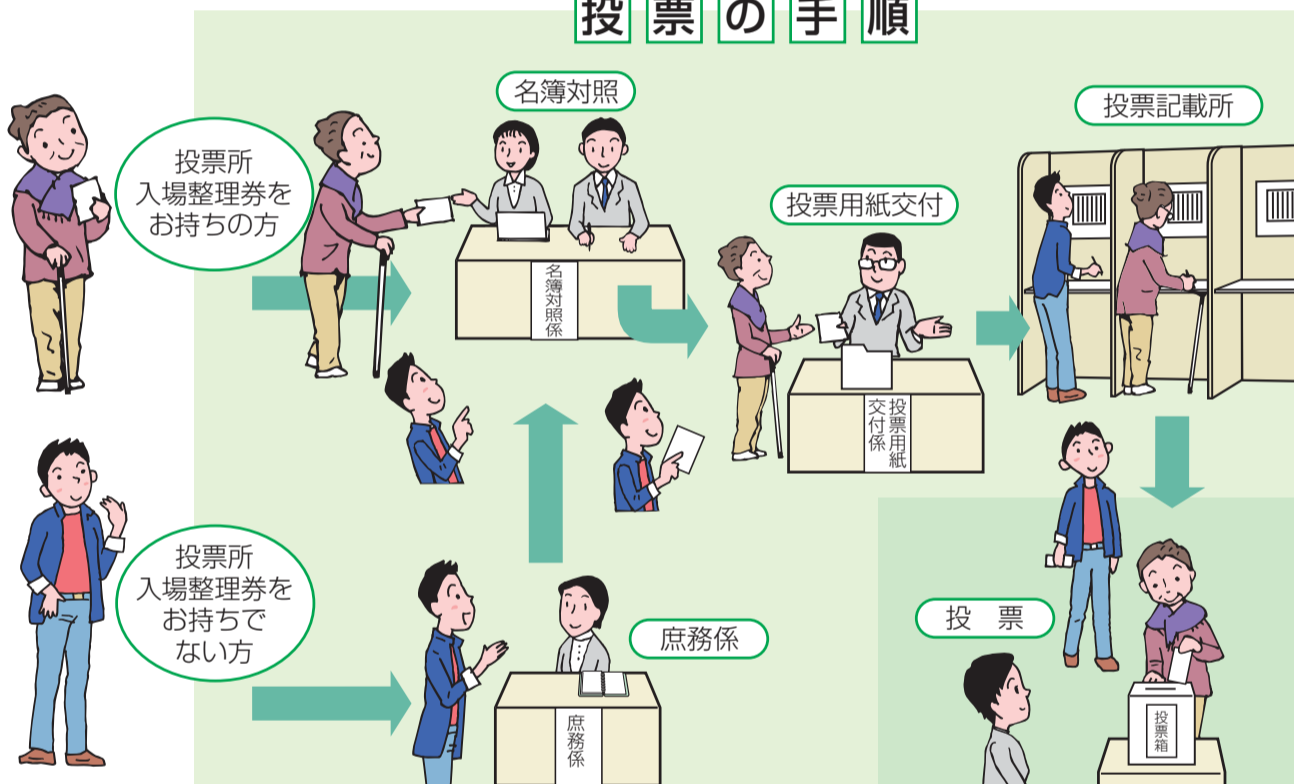 投票の手順
名簿対照
投票記載所
投票所
入場整理券を
お持ちの方
投票用紙交付
名簿対照係
投票用紙
交付係
投票所
入場整理券を
お持ちで
ない方
庶務係
投　票
庶務係
投票箱